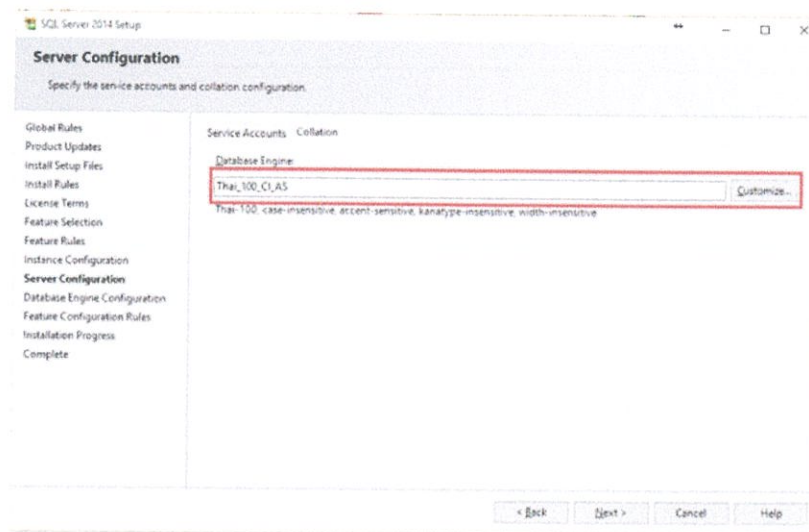 SQL Server 2014 Setup
Server Configuration
Specify the service accounts and collation configuration.
Global Rules
Product Updates
Install Setup Files
Install Rules
License Terms
Feature Selection
Feature Rules
Instance Configuration
Server Configuration
Database Engine Configuration
Feature Configuration Rules
Installation Progress
Complete
Service Accounts Collation
Database Engine:
Thai_100_CI_AS
Customize...
Thai-100, case-insensitive, accent-sensitive, kanatype-insensitive, width-insensitive
< Back Next > Cancel Help